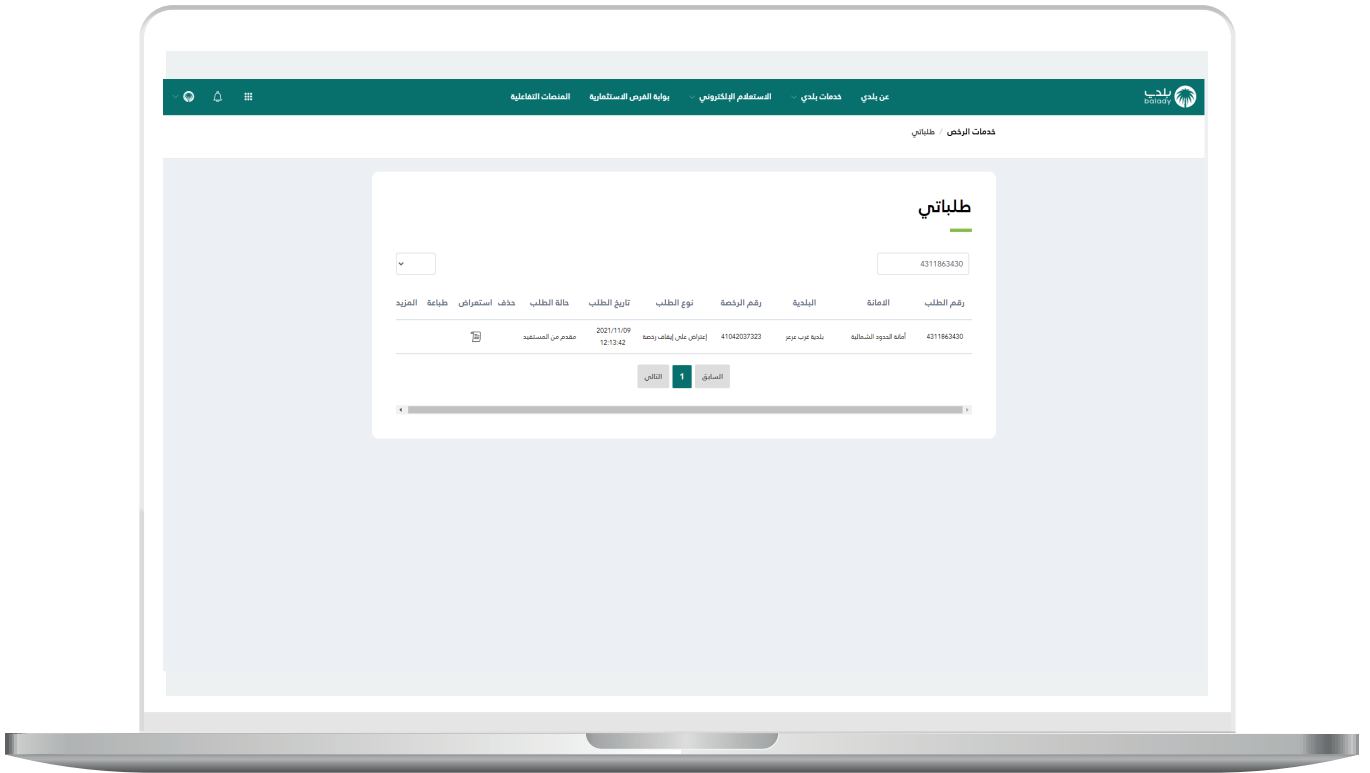 بلدي
balady
عن بلدي خدمات بلدي الاستعلام الإلكتروني بوابة الفرص الاستثمارية المنصات التفاعلية
خدمات الرخص / طلباتي
طلباتي
4311863430
رقم الطلب الامانة البلدية رقم الرخصة نوع الطلب تاريخ الطلب حالة الطلب حذف استعراض طباعة المزيد
4311863430 أمانة الحدود الشمالية بلدية غرب عرعر 41042037323 إعتراض على إيقاف رخصة 2021/11/09 مقدم من المستفيد
12:13:42
السابق 1 التالي